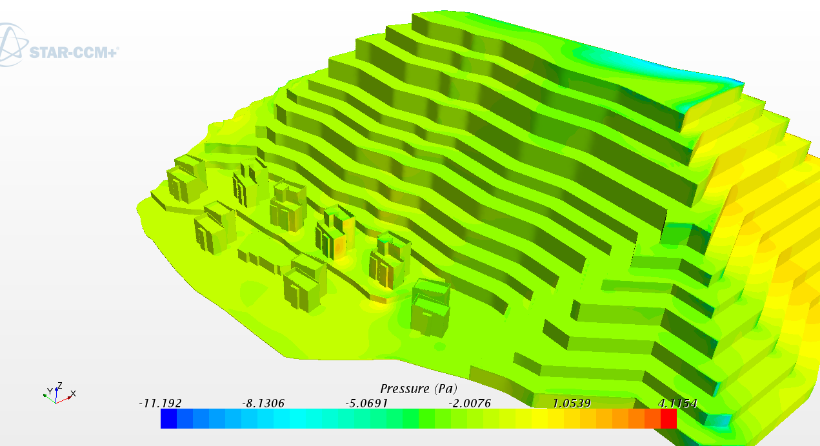 STAR-CCM+
Z
Y X
Pressure (Pa)
-11.192 -8.1306 -5.0691 -2.0076 1.0539 4.1154